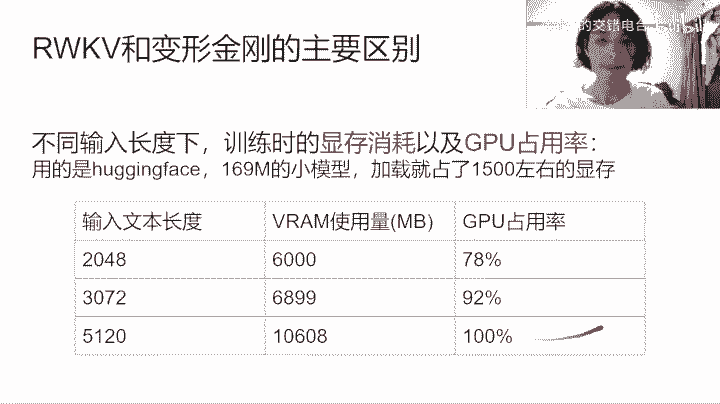 的交错电台
RWKV和变形金刚的主要区别
不同输入长度下，训练时的显存消耗以及GPU占用率：
用的是huggingface，169M的小模型，加载就占了1500左右的显存
输入文本长度 VRAM使用量(MB) GPU占用率
2048 6000 78%
3072 6899 92%
5120 10608 100%